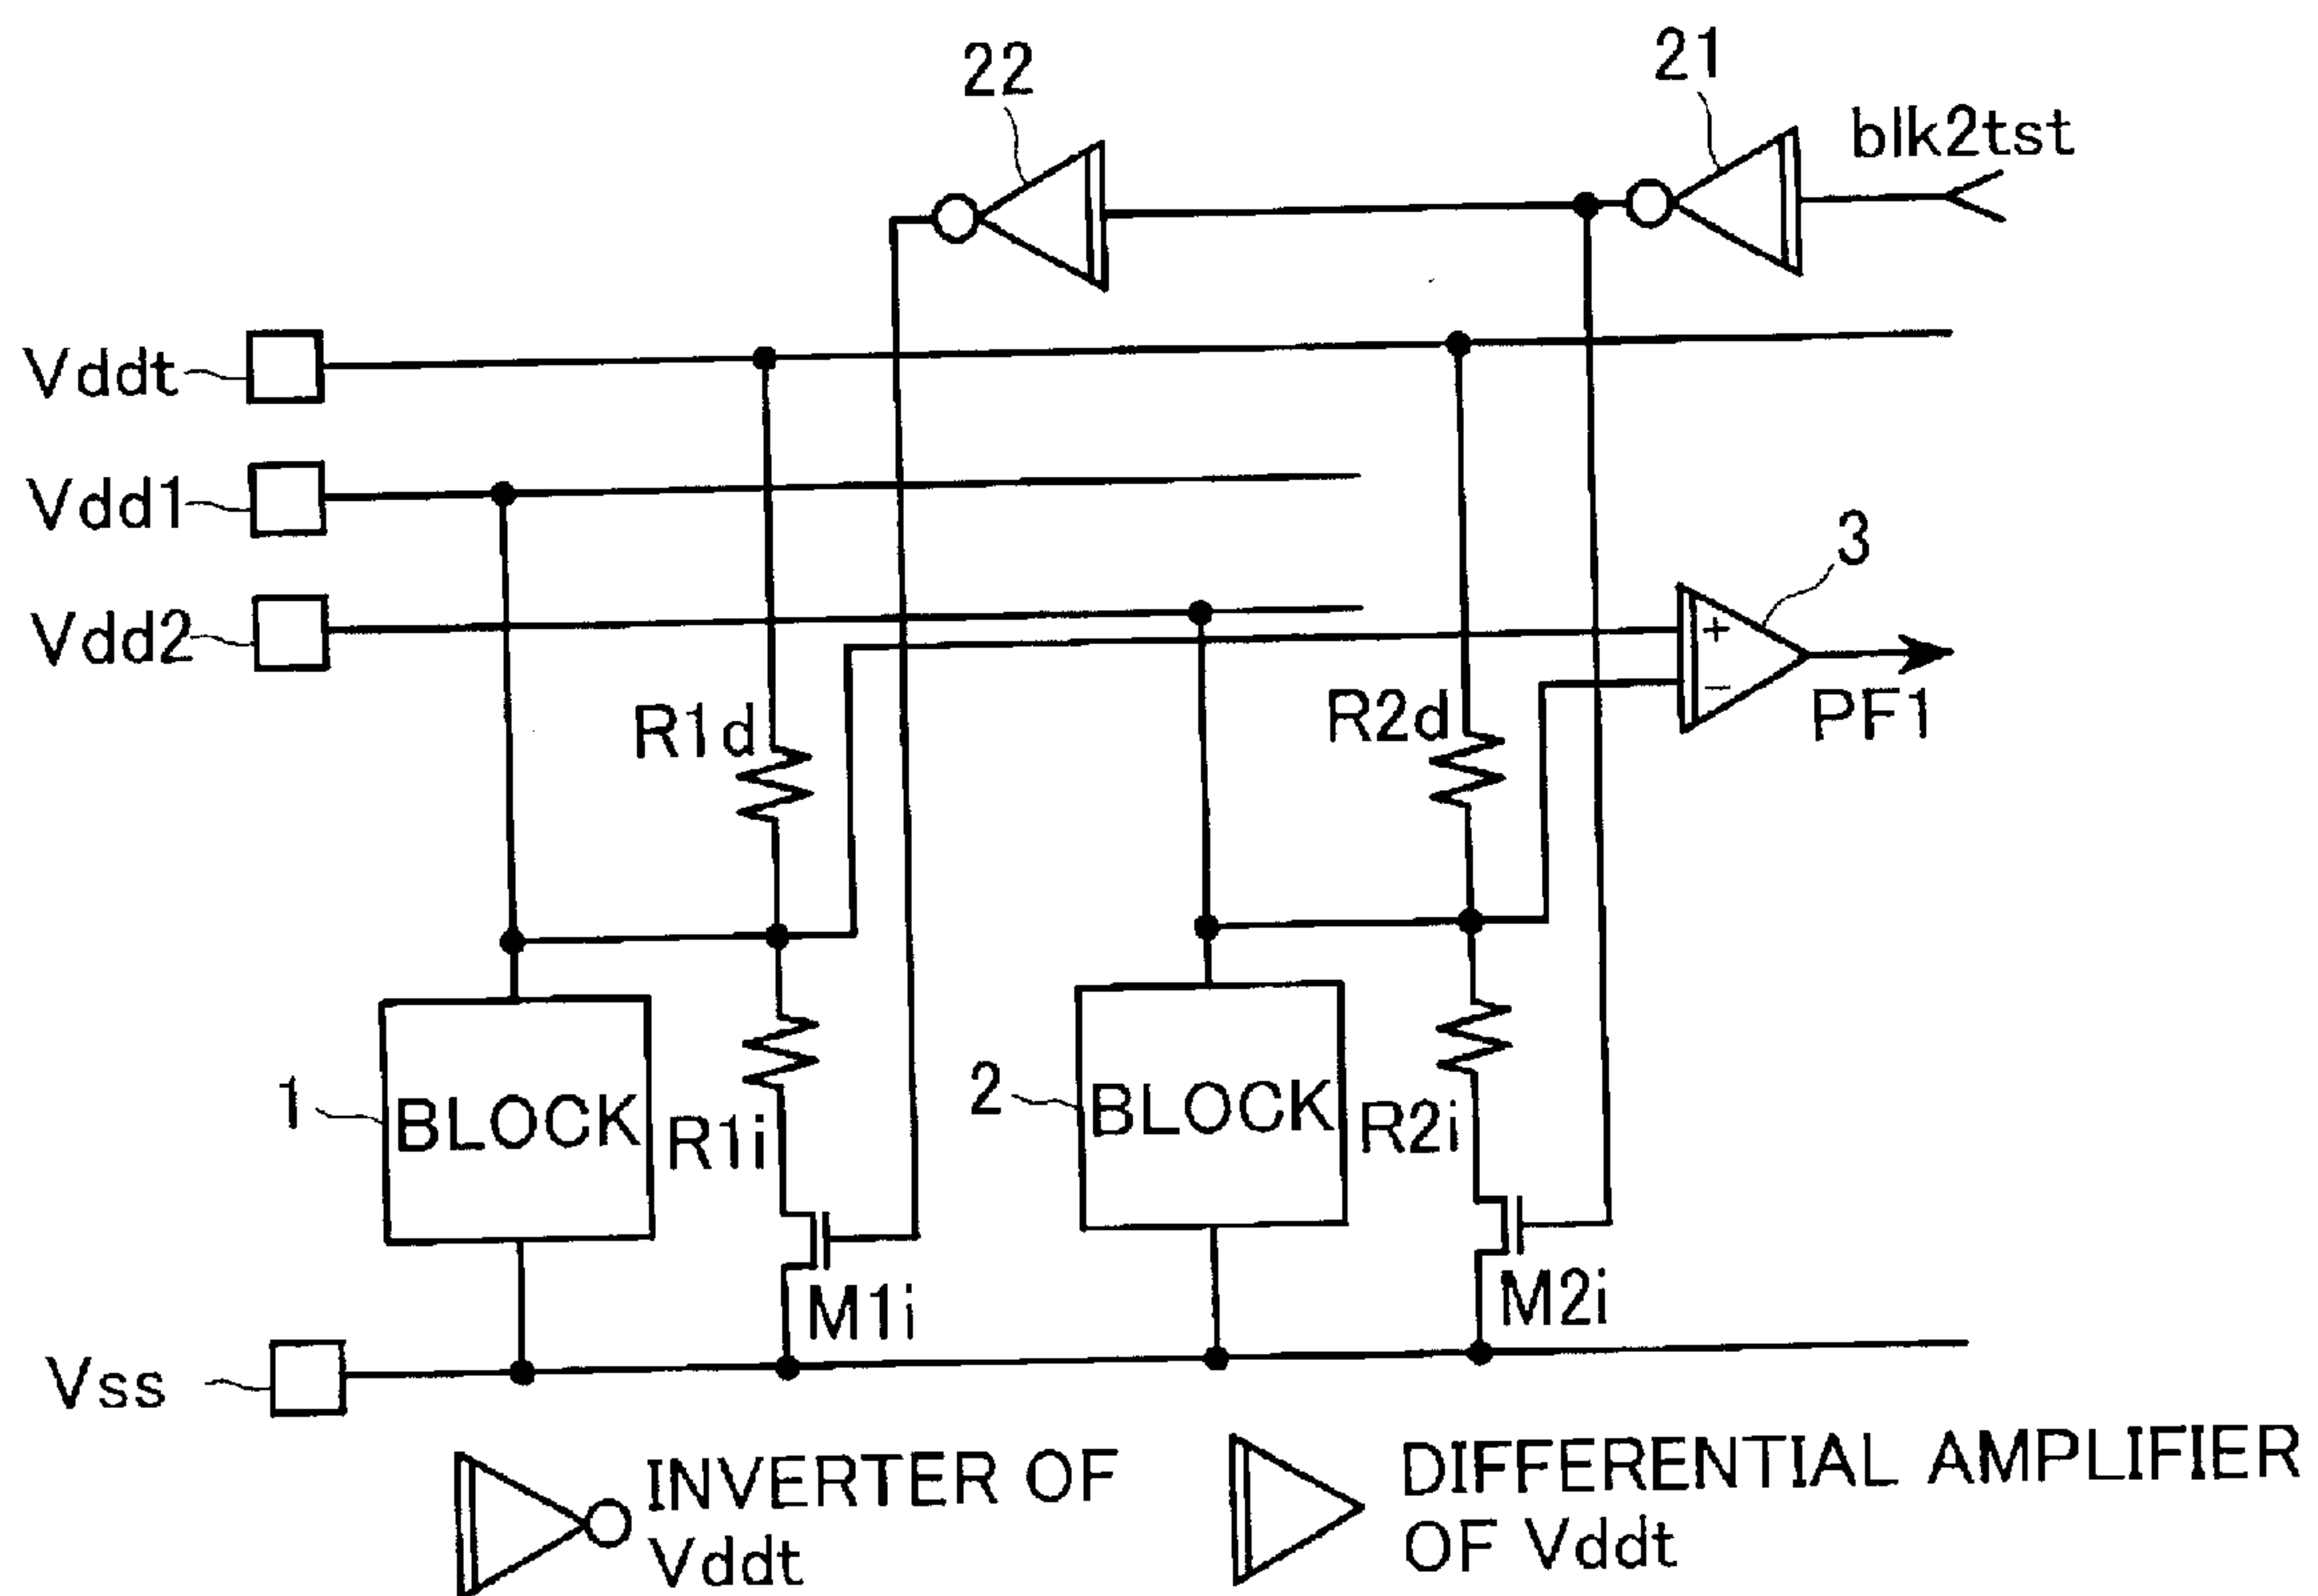 22
21
blk2tst
Vddt
Vdd1
Vdd2
3
+
−
PF1
R1d
R2d
1
BLOCK
R1i
2
BLOCK
R2i
M1i
M2i
Vss
INVERTER OF
Vddt
DIFFERENTIAL AMPLIFIER
OF Vddt